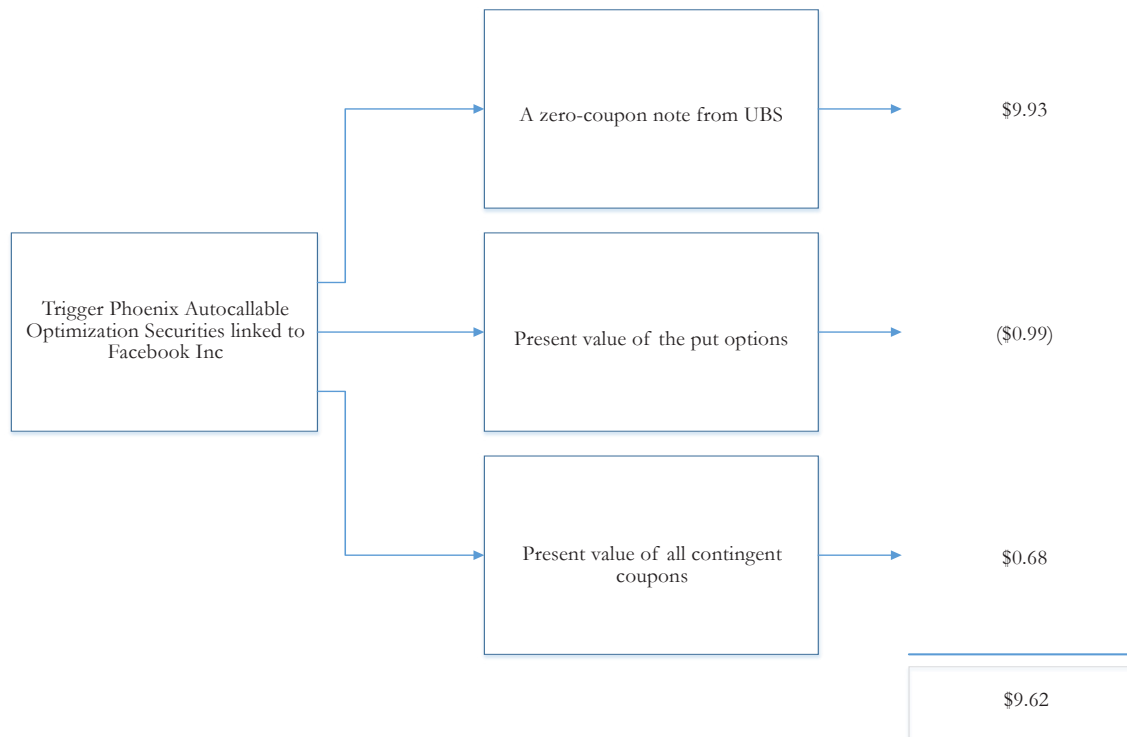 A zero-coupon note from UBS
$9.93
Trigger Phoenix Autocallable
Optimization Securities linked to
Facebook Inc
Present value of the put options
($0.99)
Present value of all contingent
coupons
$0.68
$9.62